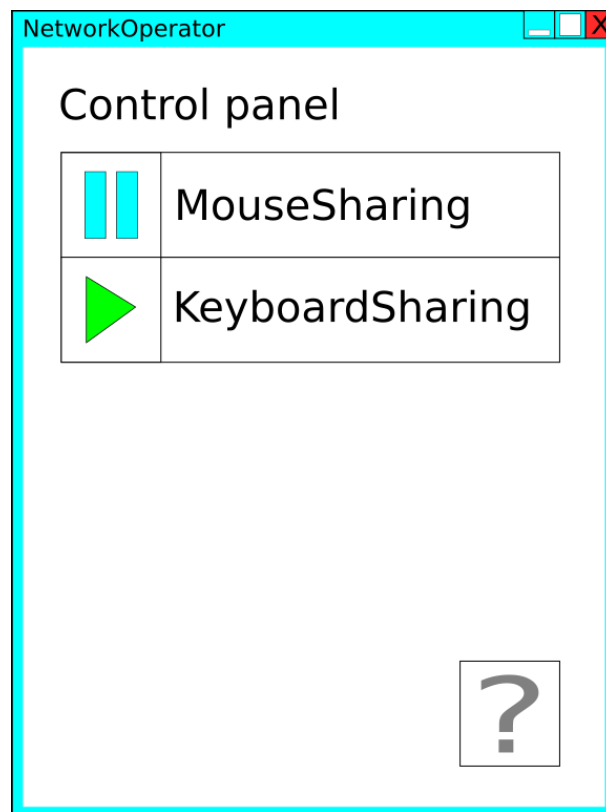 NetworkOperator
X
Control panel
MouseSharing
KeyboardSharing
?